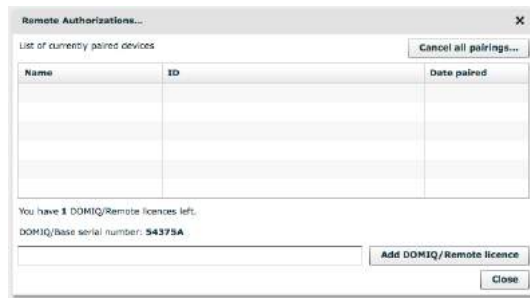 Remote Authorizations... ×
List of currently paired devices
Cancel all pairings...
Name ID Date paired
You have 1 DOMIQ/Remote licences left.
DOMIQ/Base serial number: 54375A
Add DOMIQ/Remote licence
Close